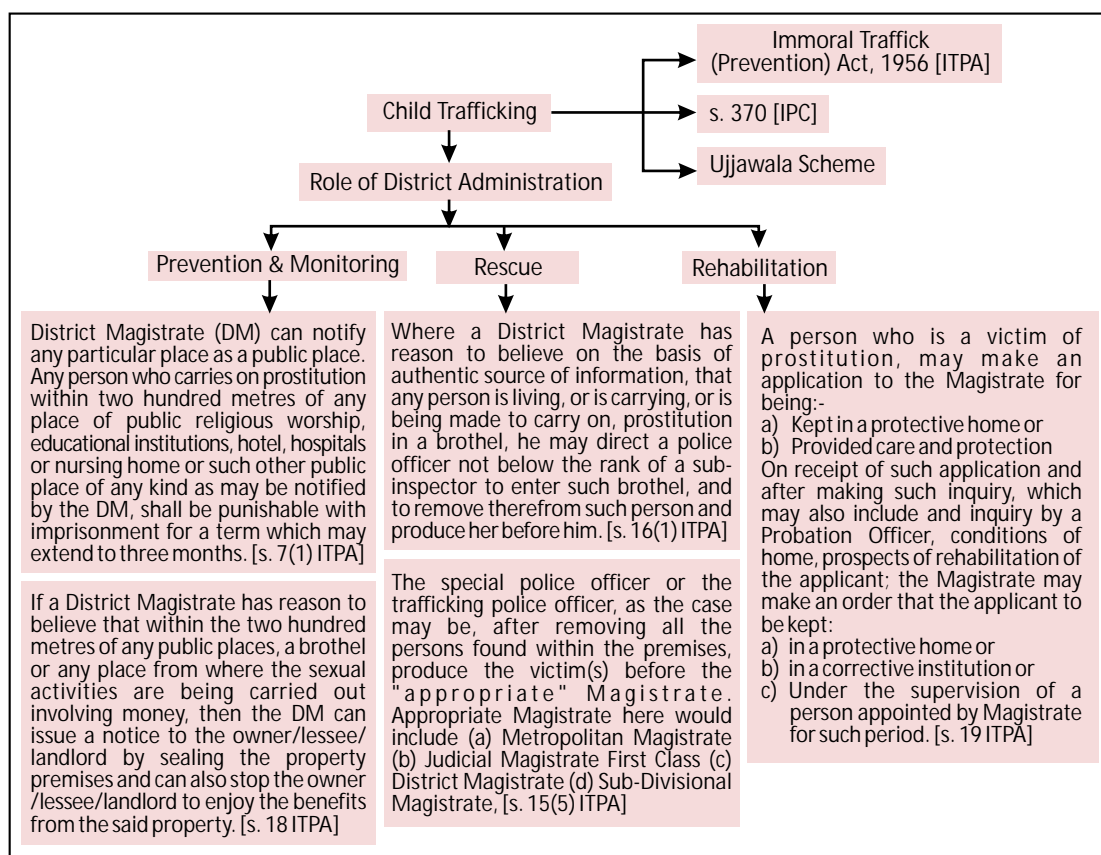 Immoral Traffick
(Prevention) Act, 1956 [ITPA]
Child Trafficking
s. 370 [IPC]
Ujjawala Scheme
Role of District Administration
Prevention & Monitoring
Rescue
Rehabilitation
District Magistrate (DM) can notify
any particular place as a public place.
Any person who carries on prostitution
within two hundred metres of any
place of public religious worship,
educational institutions, hotel, hospitals
or nursing home or such other public
place of any kind as may be notified
by the DM, shall be punishable with
imprisonment for a term which may
extend to three months. [s. 7(1) ITPA]
If a District Magistrate has reason to
believe that within the two hundred
metres of any public places, a brothel
or any place from where the sexual
activities are being carried out
involving money, then the DM can
issue a notice to the owner/lessee/
landlord by sealing the property
premises and can also stop the owner
/lessee/landlord to enjoy the benefits
from the said property. [s. 18 ITPA]
Where a District Magistrate has
reason to believe on the basis of
authentic source of information, that
any person is living, or is carrying, or is
being made to carry on, prostitution
in a brothel, he may direct a police
officer not below the rank of a sub-
inspector to enter such brothel, and
to remove therefrom such person and
produce her before him. [s. 16(1) ITPA]
The special police officer or the
trafficking police officer, as the case
may be, after removing all the
persons found within the premises,
produce the victim(s) before the
"appropriate" Magistrate.
Appropriate Magistrate here would
include (a) Metropolitan Magistrate
(b) Judicial Magistrate First Class (c)
District Magistrate (d) Sub-Divisional
Magistrate, [s. 15(5) ITPA]
A person who is a victim of
prostitution, may make an
application to the Magistrate for
being:-
a) Kept in a protective home or
b) Provided care and protection
On receipt of such application and
after making such inquiry, which
may also include and inquiry by a
Probation Officer, conditions of
home, prospects of rehabilitation of
the applicant; the Magistrate may
make an order that the applicant to
be kept:
a) in a protective home or
b) in a corrective institution or
c) Under the supervision of a
person appointed by Magistrate
for such period. [s. 19 ITPA]